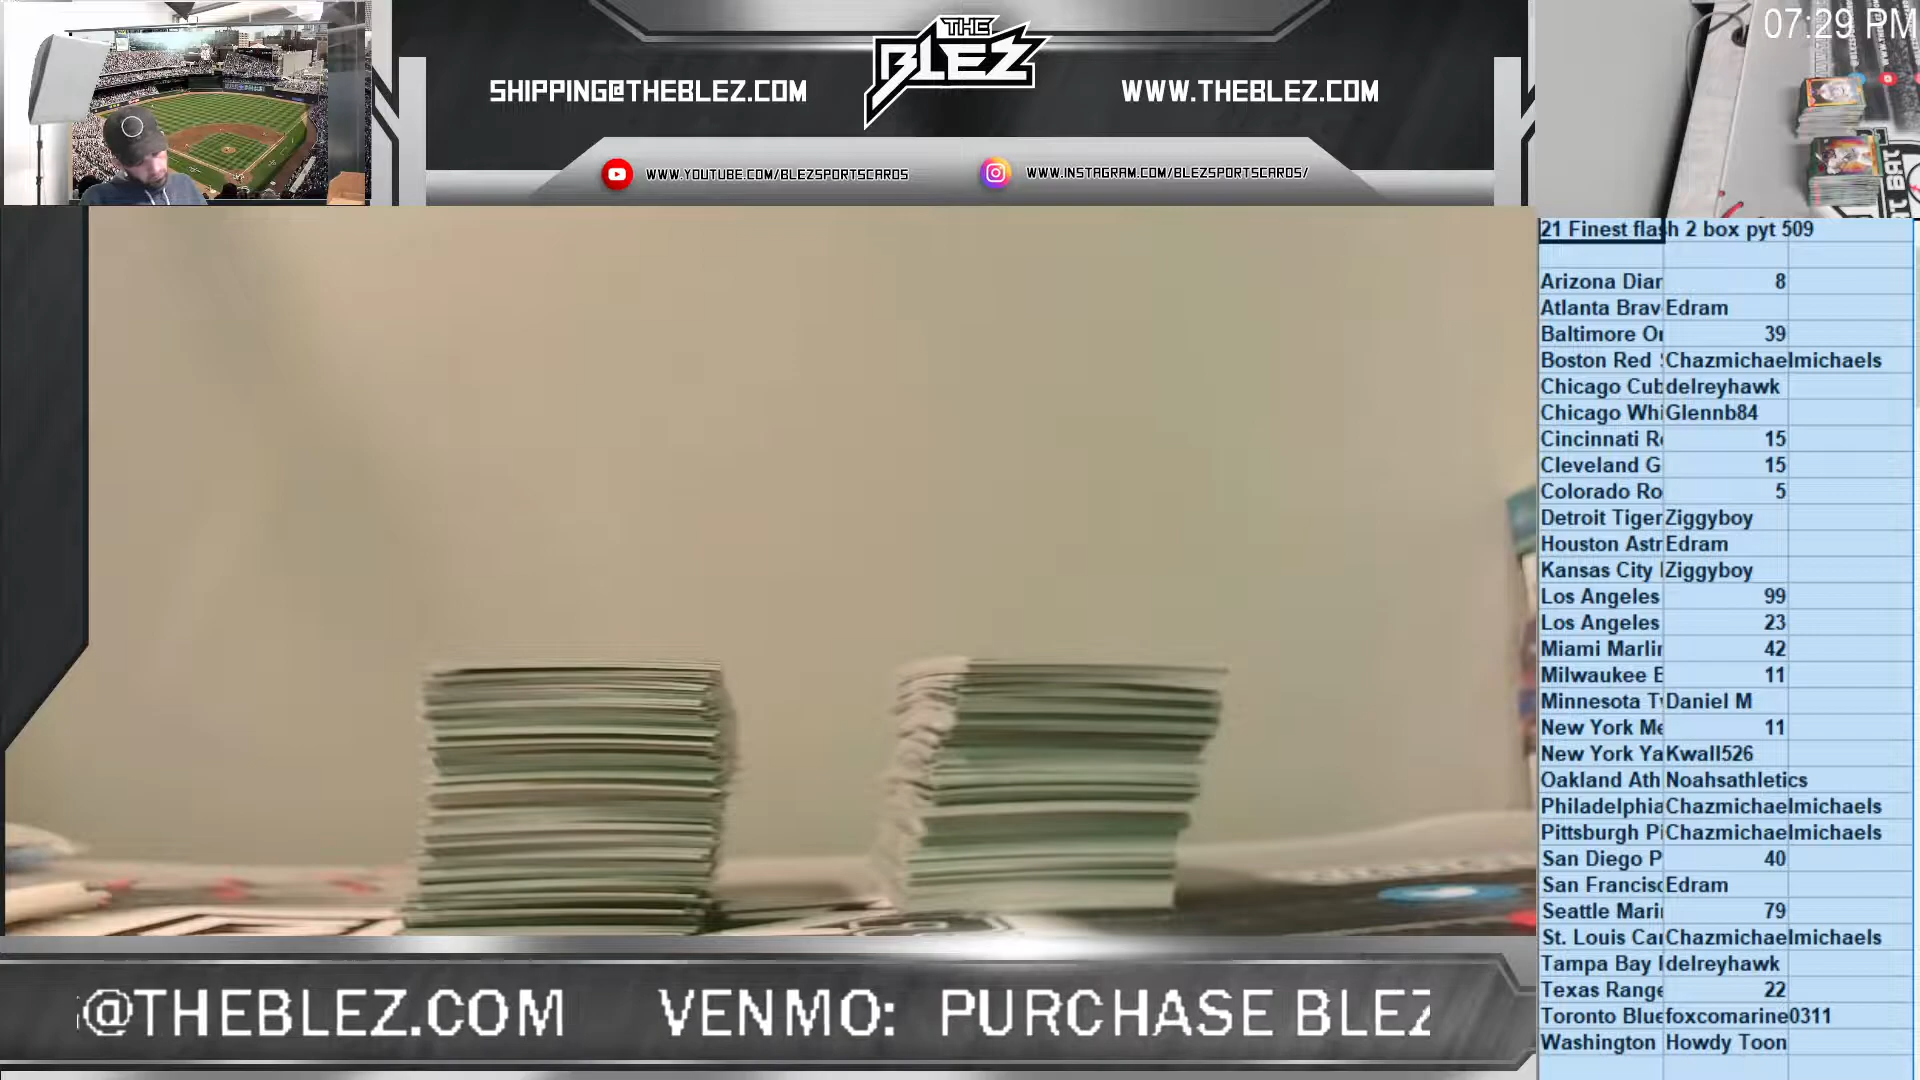 THE
BLEZ
SHIPPING@THEBLEZ.COM
WWW.THEBLEZ.COM
WWW.YOUTUBE.COM/BLEZSPORTSCARDS
WWW.INSTAGRAM.COM/BLEZSPORTSCARDS/
07:29 PM
21 Finest flash 2 box pyt 509
Arizona Diar 8
Atlanta Brav Edram
Baltimore Or 39
Boston Red Chazmichaelmichaels
Chicago Cub delreyhawk
Chicago Whi Glennb84
Cincinnati Re 15
Cleveland G 15
Colorado Ro 5
Detroit Tiger Ziggyboy
Houston Astr Edram
Kansas City Ziggyboy
Los Angeles 99
Los Angeles 23
Miami Marlin 42
Milwaukee B 11
Minnesota Tw Daniel M
New York Me 11
New York Ya Kwall526
Oakland Ath Noahsathletics
Philadelphia Chazmichaelmichaels
Pittsburgh Pi Chazmichaelmichaels
San Diego P 40
San Francisc Edram
Seattle Mari 79
St. Louis Car Chazmichaelmichaels
Tampa Bay delreyhawk
Texas Range 22
Toronto Blue foxcomarine0311
Washington Howdy Toon
@THEBLEZ.COM VENMO: PURCHASE BLEZ